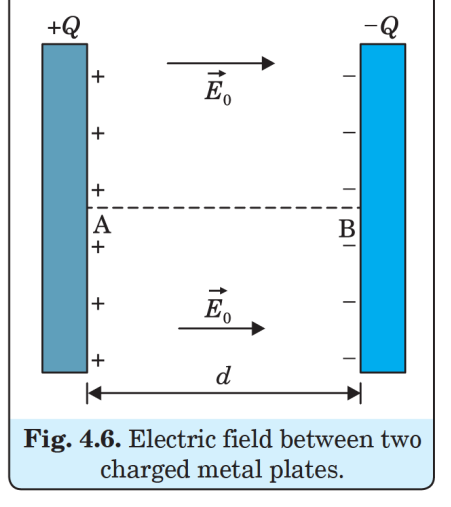 +Q −Q
+ −
$\vec{E}_0$
+ −
+ −
A B
+ −
$\vec{E}_0$
+ −
+ −
d
Fig. 4.6. Electric field between two
charged metal plates.